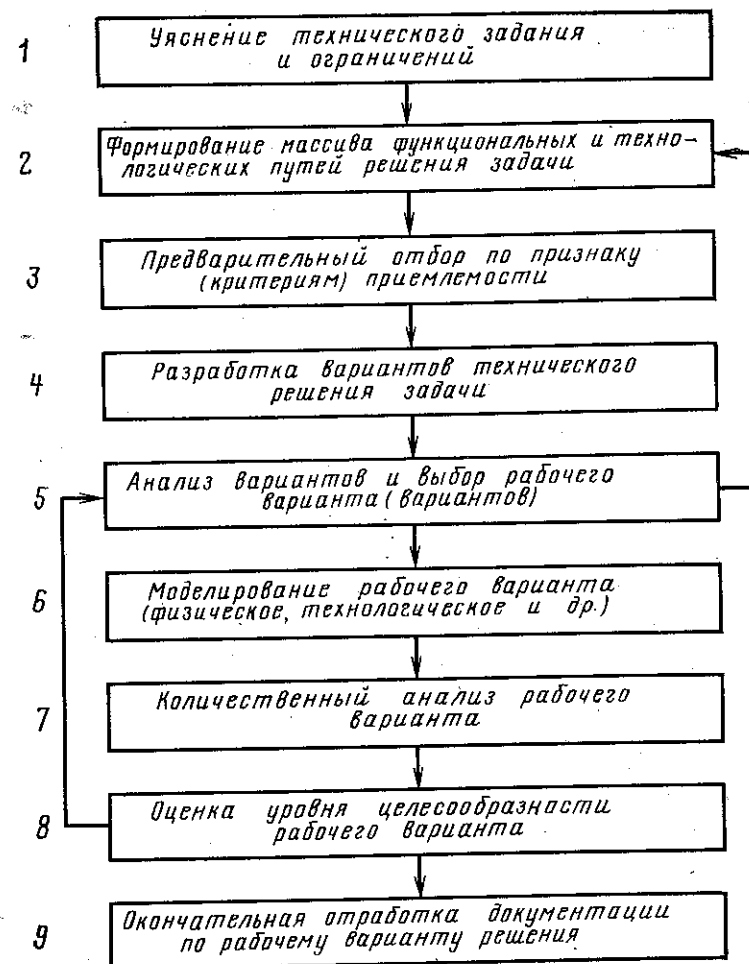 1
Уяснение технического задания
и ограничений
2
Формирование массива функциональных и техно-
логических путей решения задачи
3
Предварительный отбор по признаку
(критериям) приемлемости
4
Разработка вариантов технического
решения задачи
5
Анализ вариантов и выбор рабочего
варианта (вариантов)
6
Моделирование рабочего варианта
(физическое, технологическое и др.)
7
Количественный анализ рабочего
варианта
8
Оценка уровня целесообразности
рабочего варианта
9
Окончательная отработка документации
по рабочему варианту решения